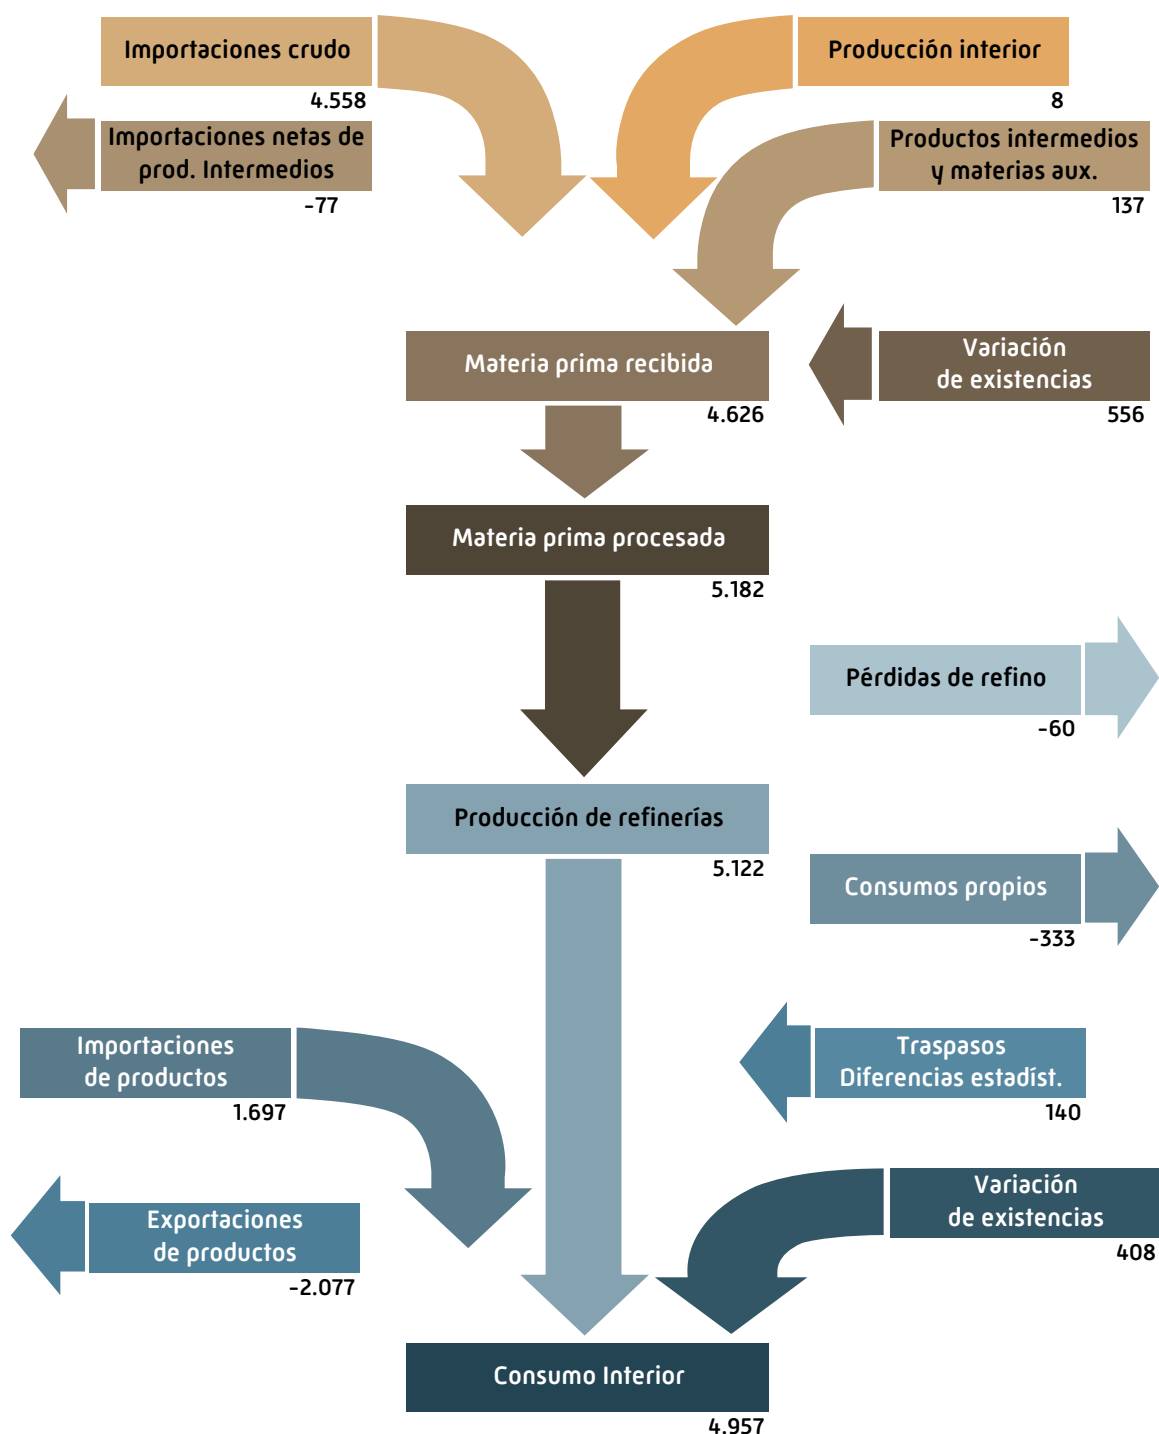 Importaciones crudo
4.558
Producción interior
8
Importaciones netas de
prod. Intermedios
-77
Productos intermedios
y materias aux.
137
Materia prima recibida
4.626
Variación
de existencias
556
Materia prima procesada
5.182
Pérdidas de refino
-60
Producción de refinerías
5.122
Consumos propios
-333
Importaciones
de productos
1.697
Traspasos
Diferencias estadíst.
140
Exportaciones
de productos
-2.077
Variación
de existencias
408
Consumo Interior
4.957